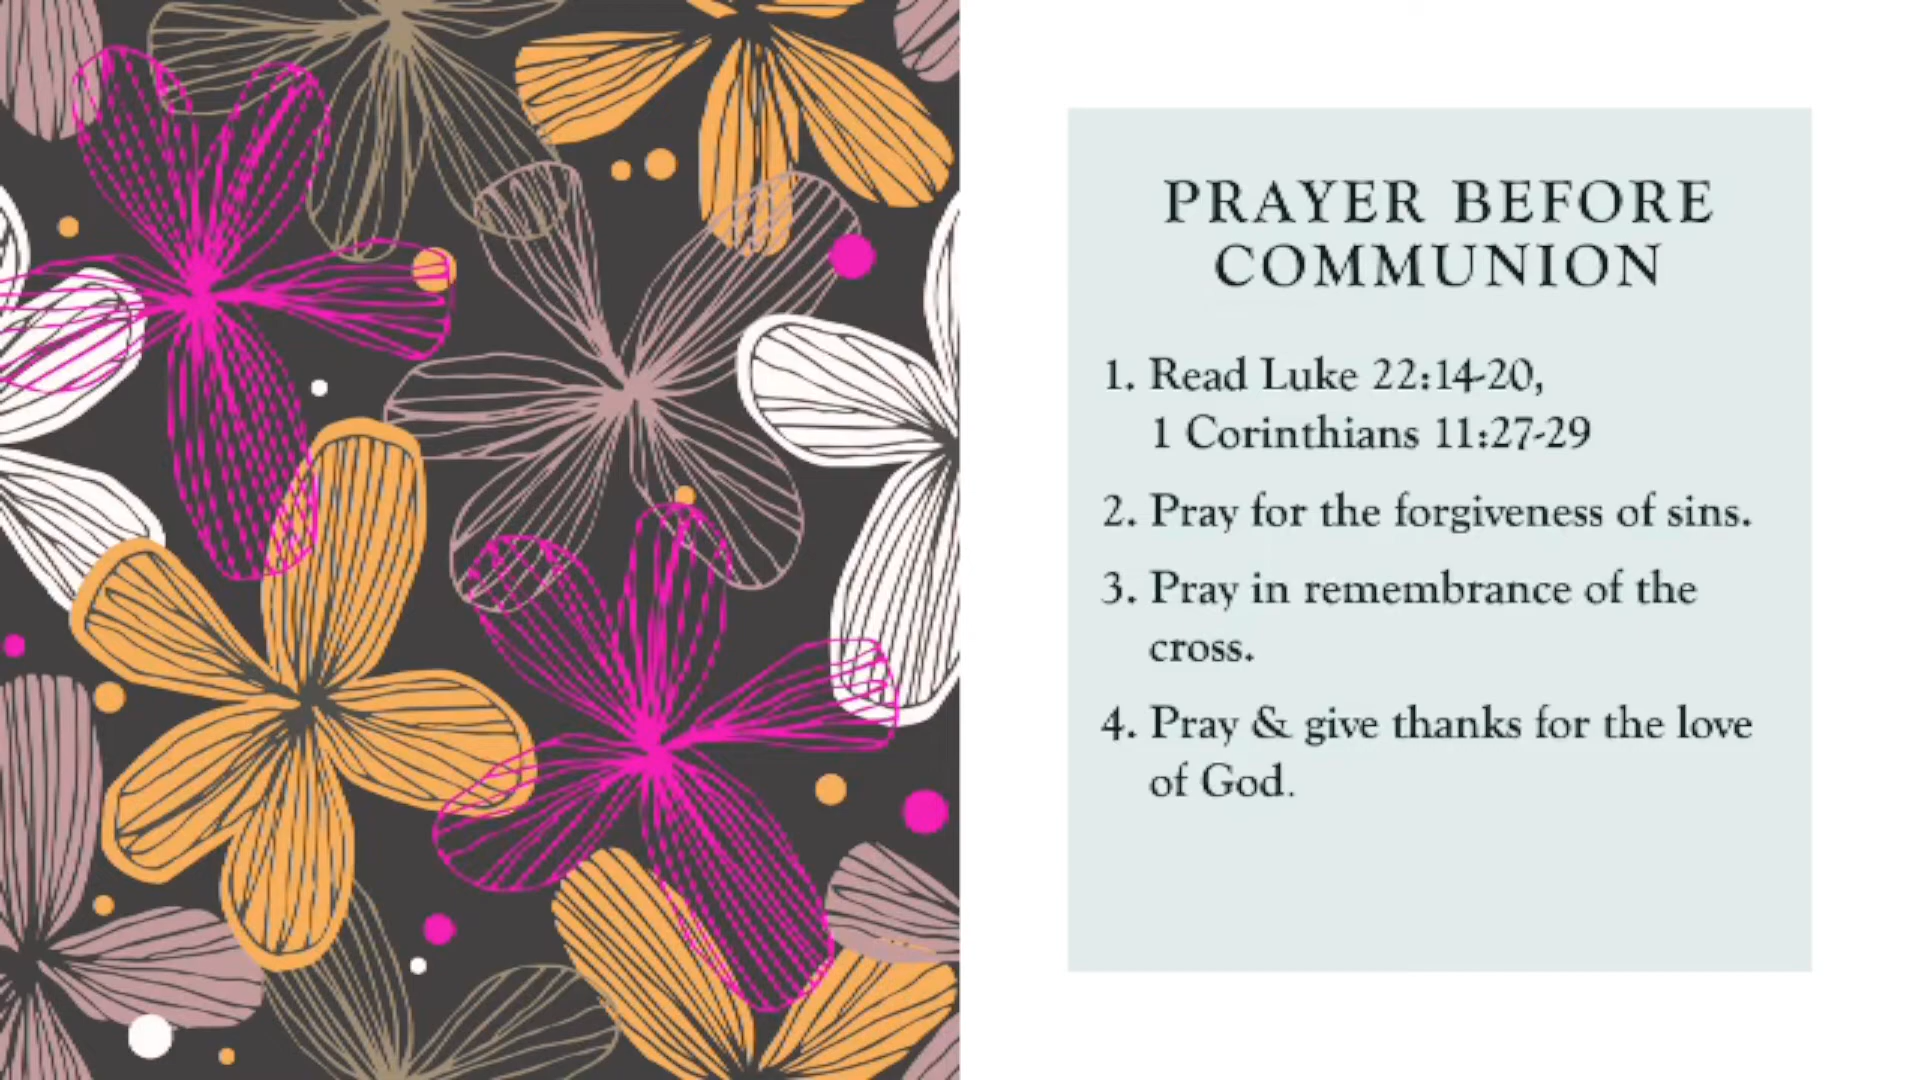 PRAYER BEFORE
COMMUNION
1. Read Luke 22:14-20,
1 Corinthians 11:27-29
2. Pray for the forgiveness of sins.
3. Pray in remembrance of the
cross.
4. Pray & give thanks for the love
of God.